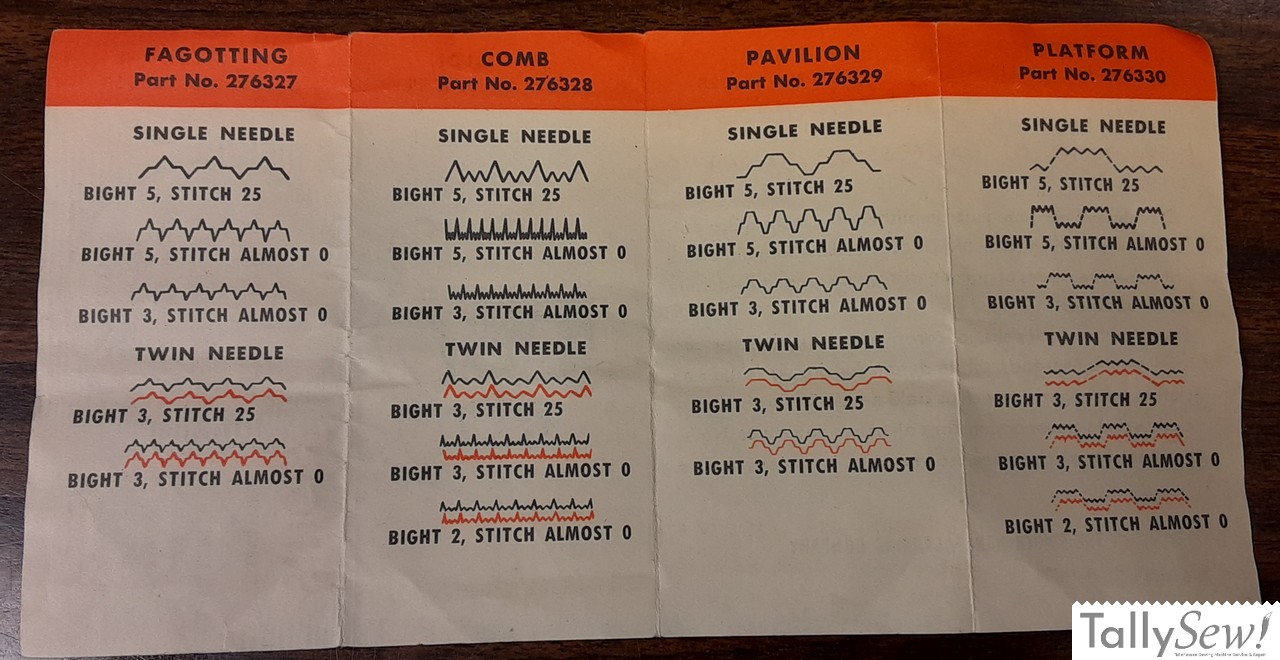 FAGOTTING
Part No. 276327
SINGLE NEEDLE
BIGHT 5, STITCH 25
BIGHT 5, STITCH ALMOST 0
BIGHT 3, STITCH ALMOST 0
TWIN NEEDLE
BIGHT 3, STITCH 25
BIGHT 3, STITCH ALMOST 0
COMB
Part No. 276328
SINGLE NEEDLE
BIGHT 5, STITCH 25
BIGHT 5, STITCH ALMOST 0
BIGHT 3, STITCH ALMOST 0
TWIN NEEDLE
BIGHT 3, STITCH 25
BIGHT 3, STITCH ALMOST 0
BIGHT 2, STITCH ALMOST 0
PAVILION
Part No. 276329
SINGLE NEEDLE
BIGHT 5, STITCH 25
BIGHT 5, STITCH ALMOST 0
BIGHT 3, STITCH ALMOST 0
TWIN NEEDLE
BIGHT 3, STITCH 25
BIGHT 3, STITCH ALMOST 0
PLATFORM
Part No. 276330
SINGLE NEEDLE
BIGHT 5, STITCH 25
BIGHT 5, STITCH ALMOST 0
BIGHT 3, STITCH ALMOST 0
TWIN NEEDLE
BIGHT 3, STITCH 25
BIGHT 3, STITCH ALMOST 0
BIGHT 2, STITCH ALMOST 0
TallySew!